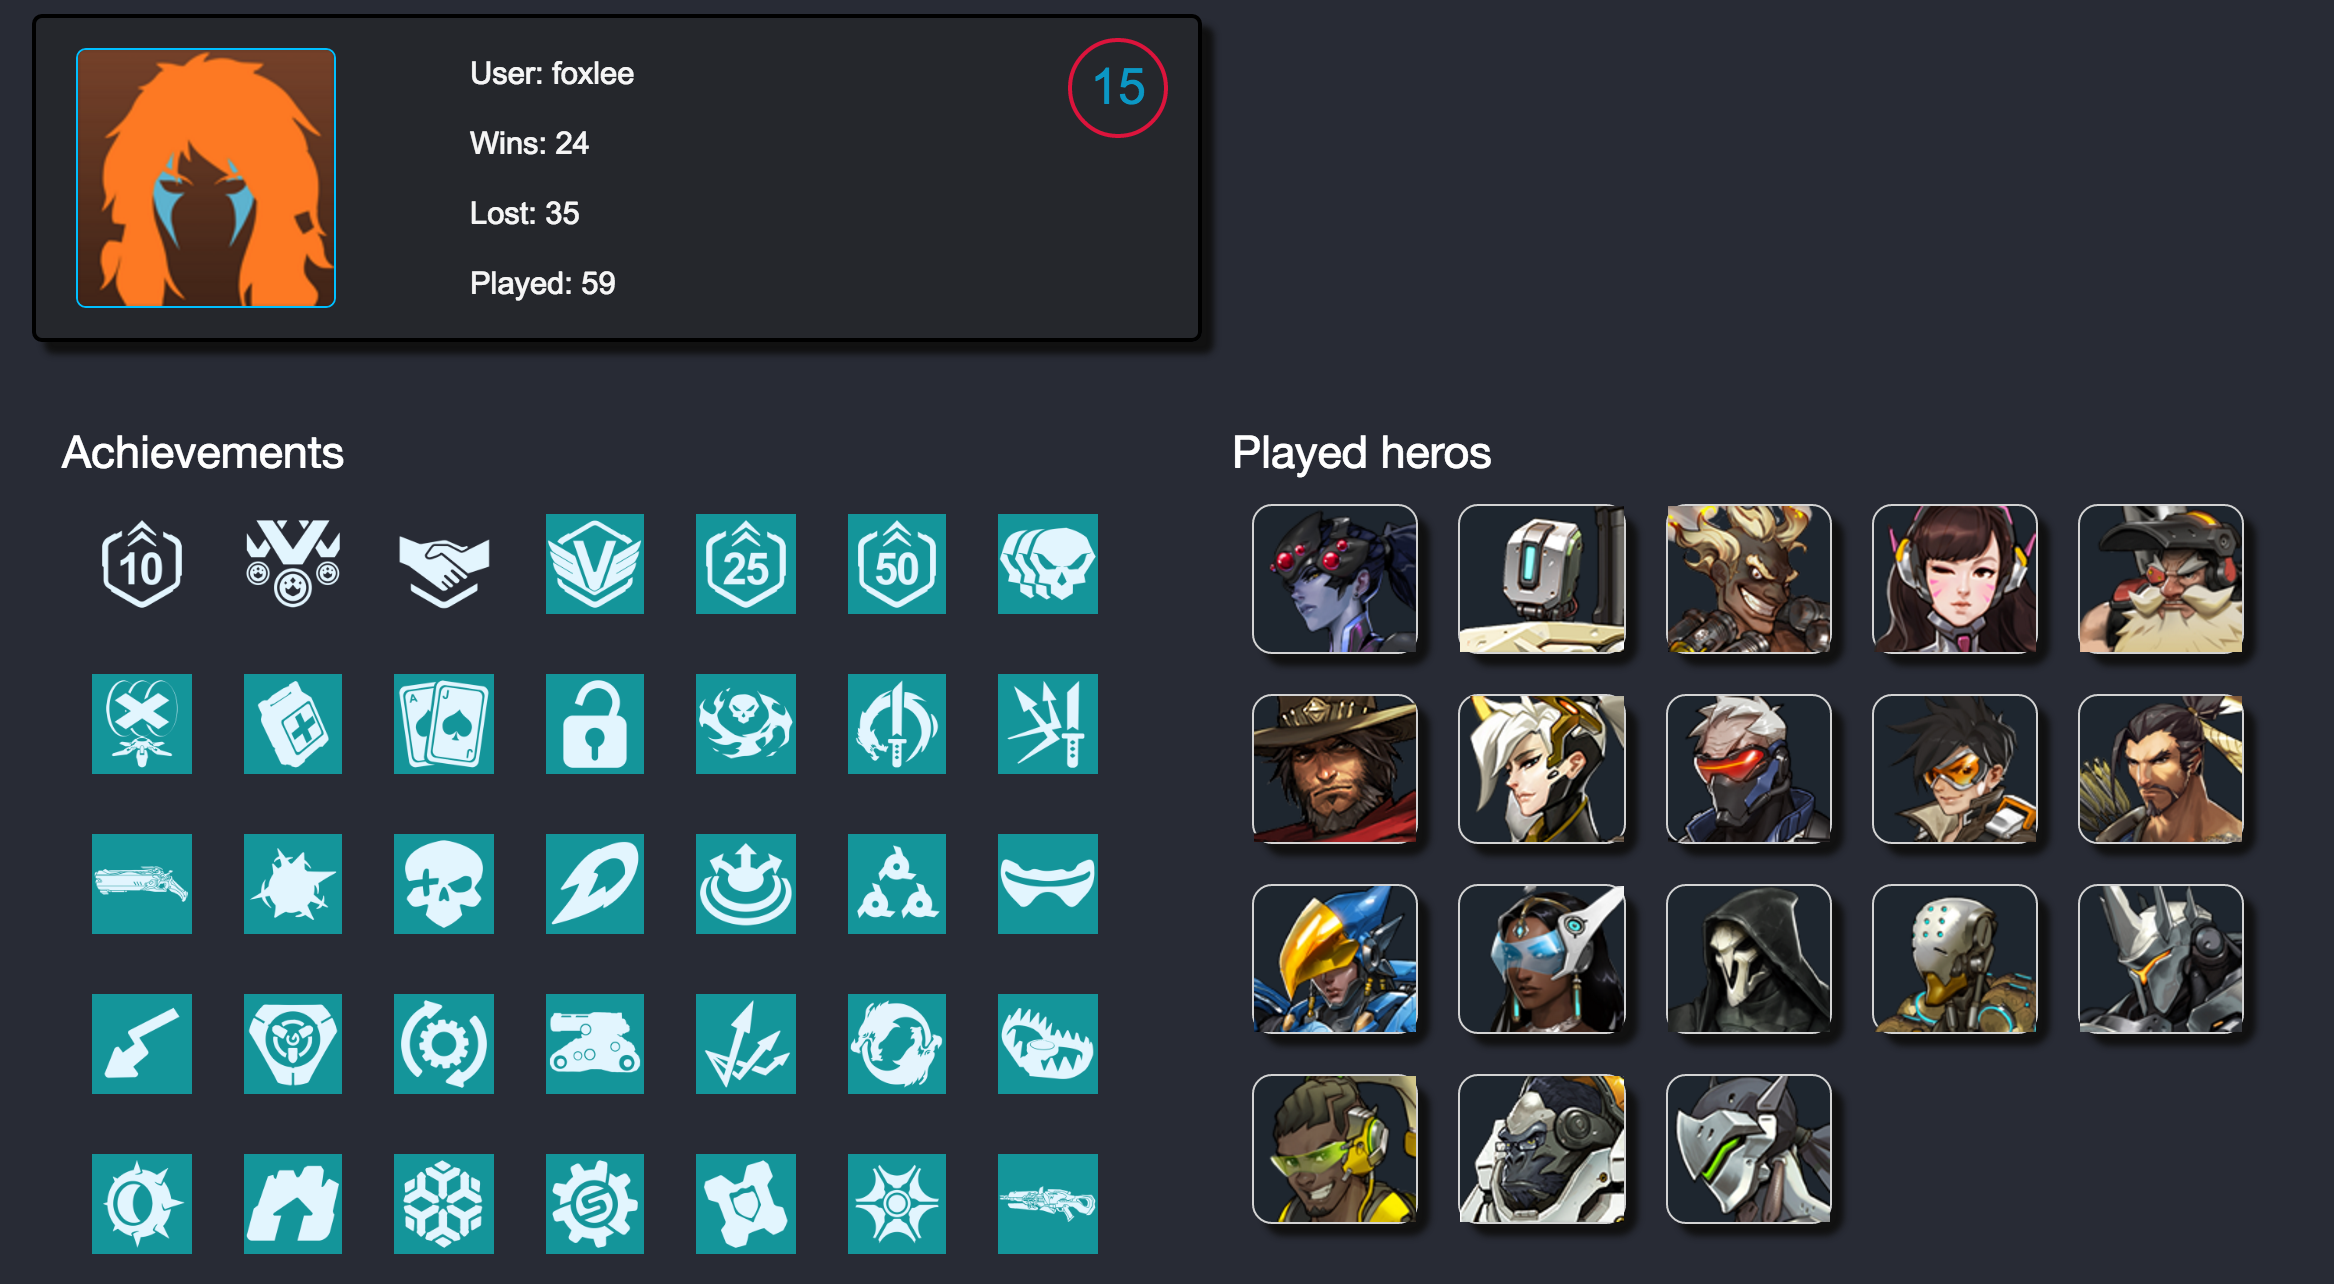 User: foxlee
15
Wins: 24
Lost: 35
Played: 59
Achievements
Played heros
10
V
25
50
A
J
J
S